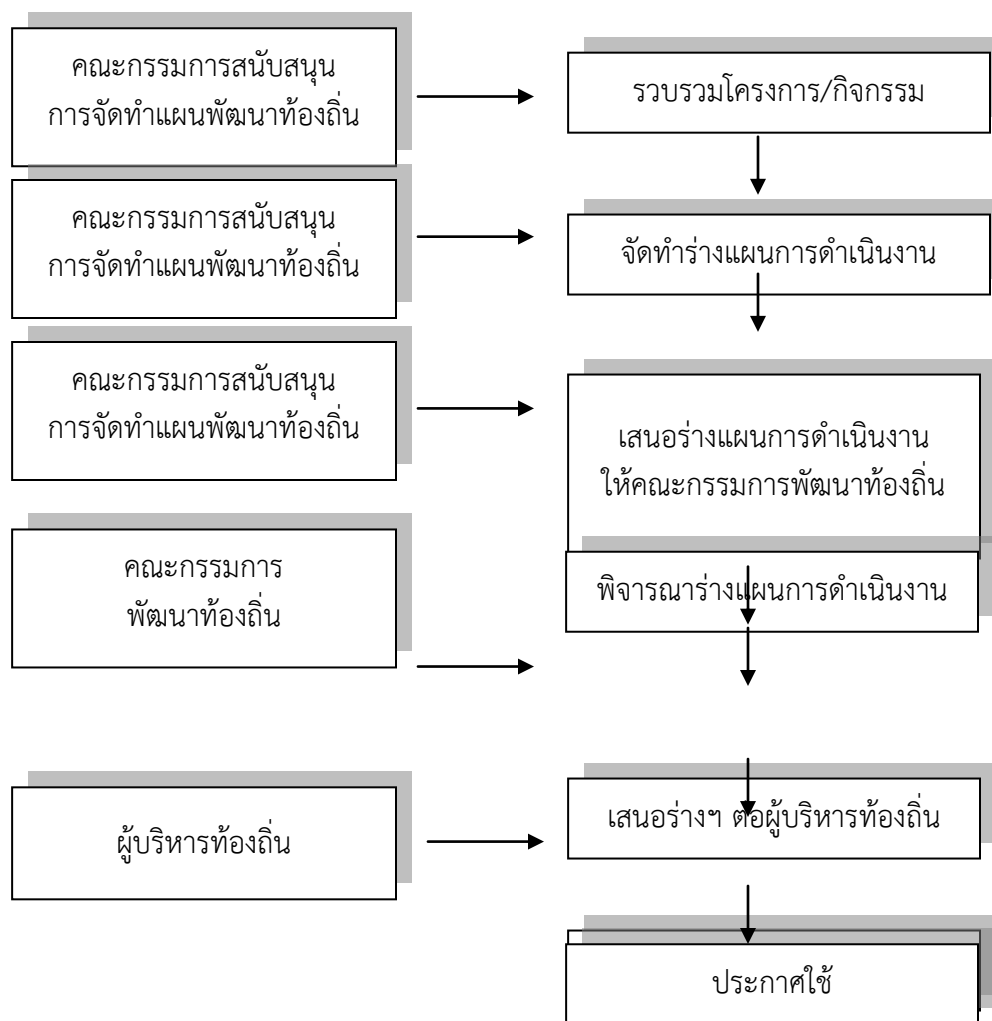 คณะกรรมการสนับสนุน
การจัดทำแผนพัฒนาท้องถิ่น
รวบรวมโครงการ/กิจกรรม
คณะกรรมการสนับสนุน
การจัดทำแผนพัฒนาท้องถิ่น
จัดทำร่างแผนการดำเนินงาน
คณะกรรมการสนับสนุน
การจัดทำแผนพัฒนาท้องถิ่น
เสนอร่างแผนการดำเนินงาน
ให้คณะกรรมการพัฒนาท้องถิ่น
คณะกรรมการ
พัฒนาท้องถิ่น
พิจารณาร่างแผนการดำเนินงาน
ผู้บริหารท้องถิ่น
เสนอร่างฯ ต่อผู้บริหารท้องถิ่น
ประกาศใช้